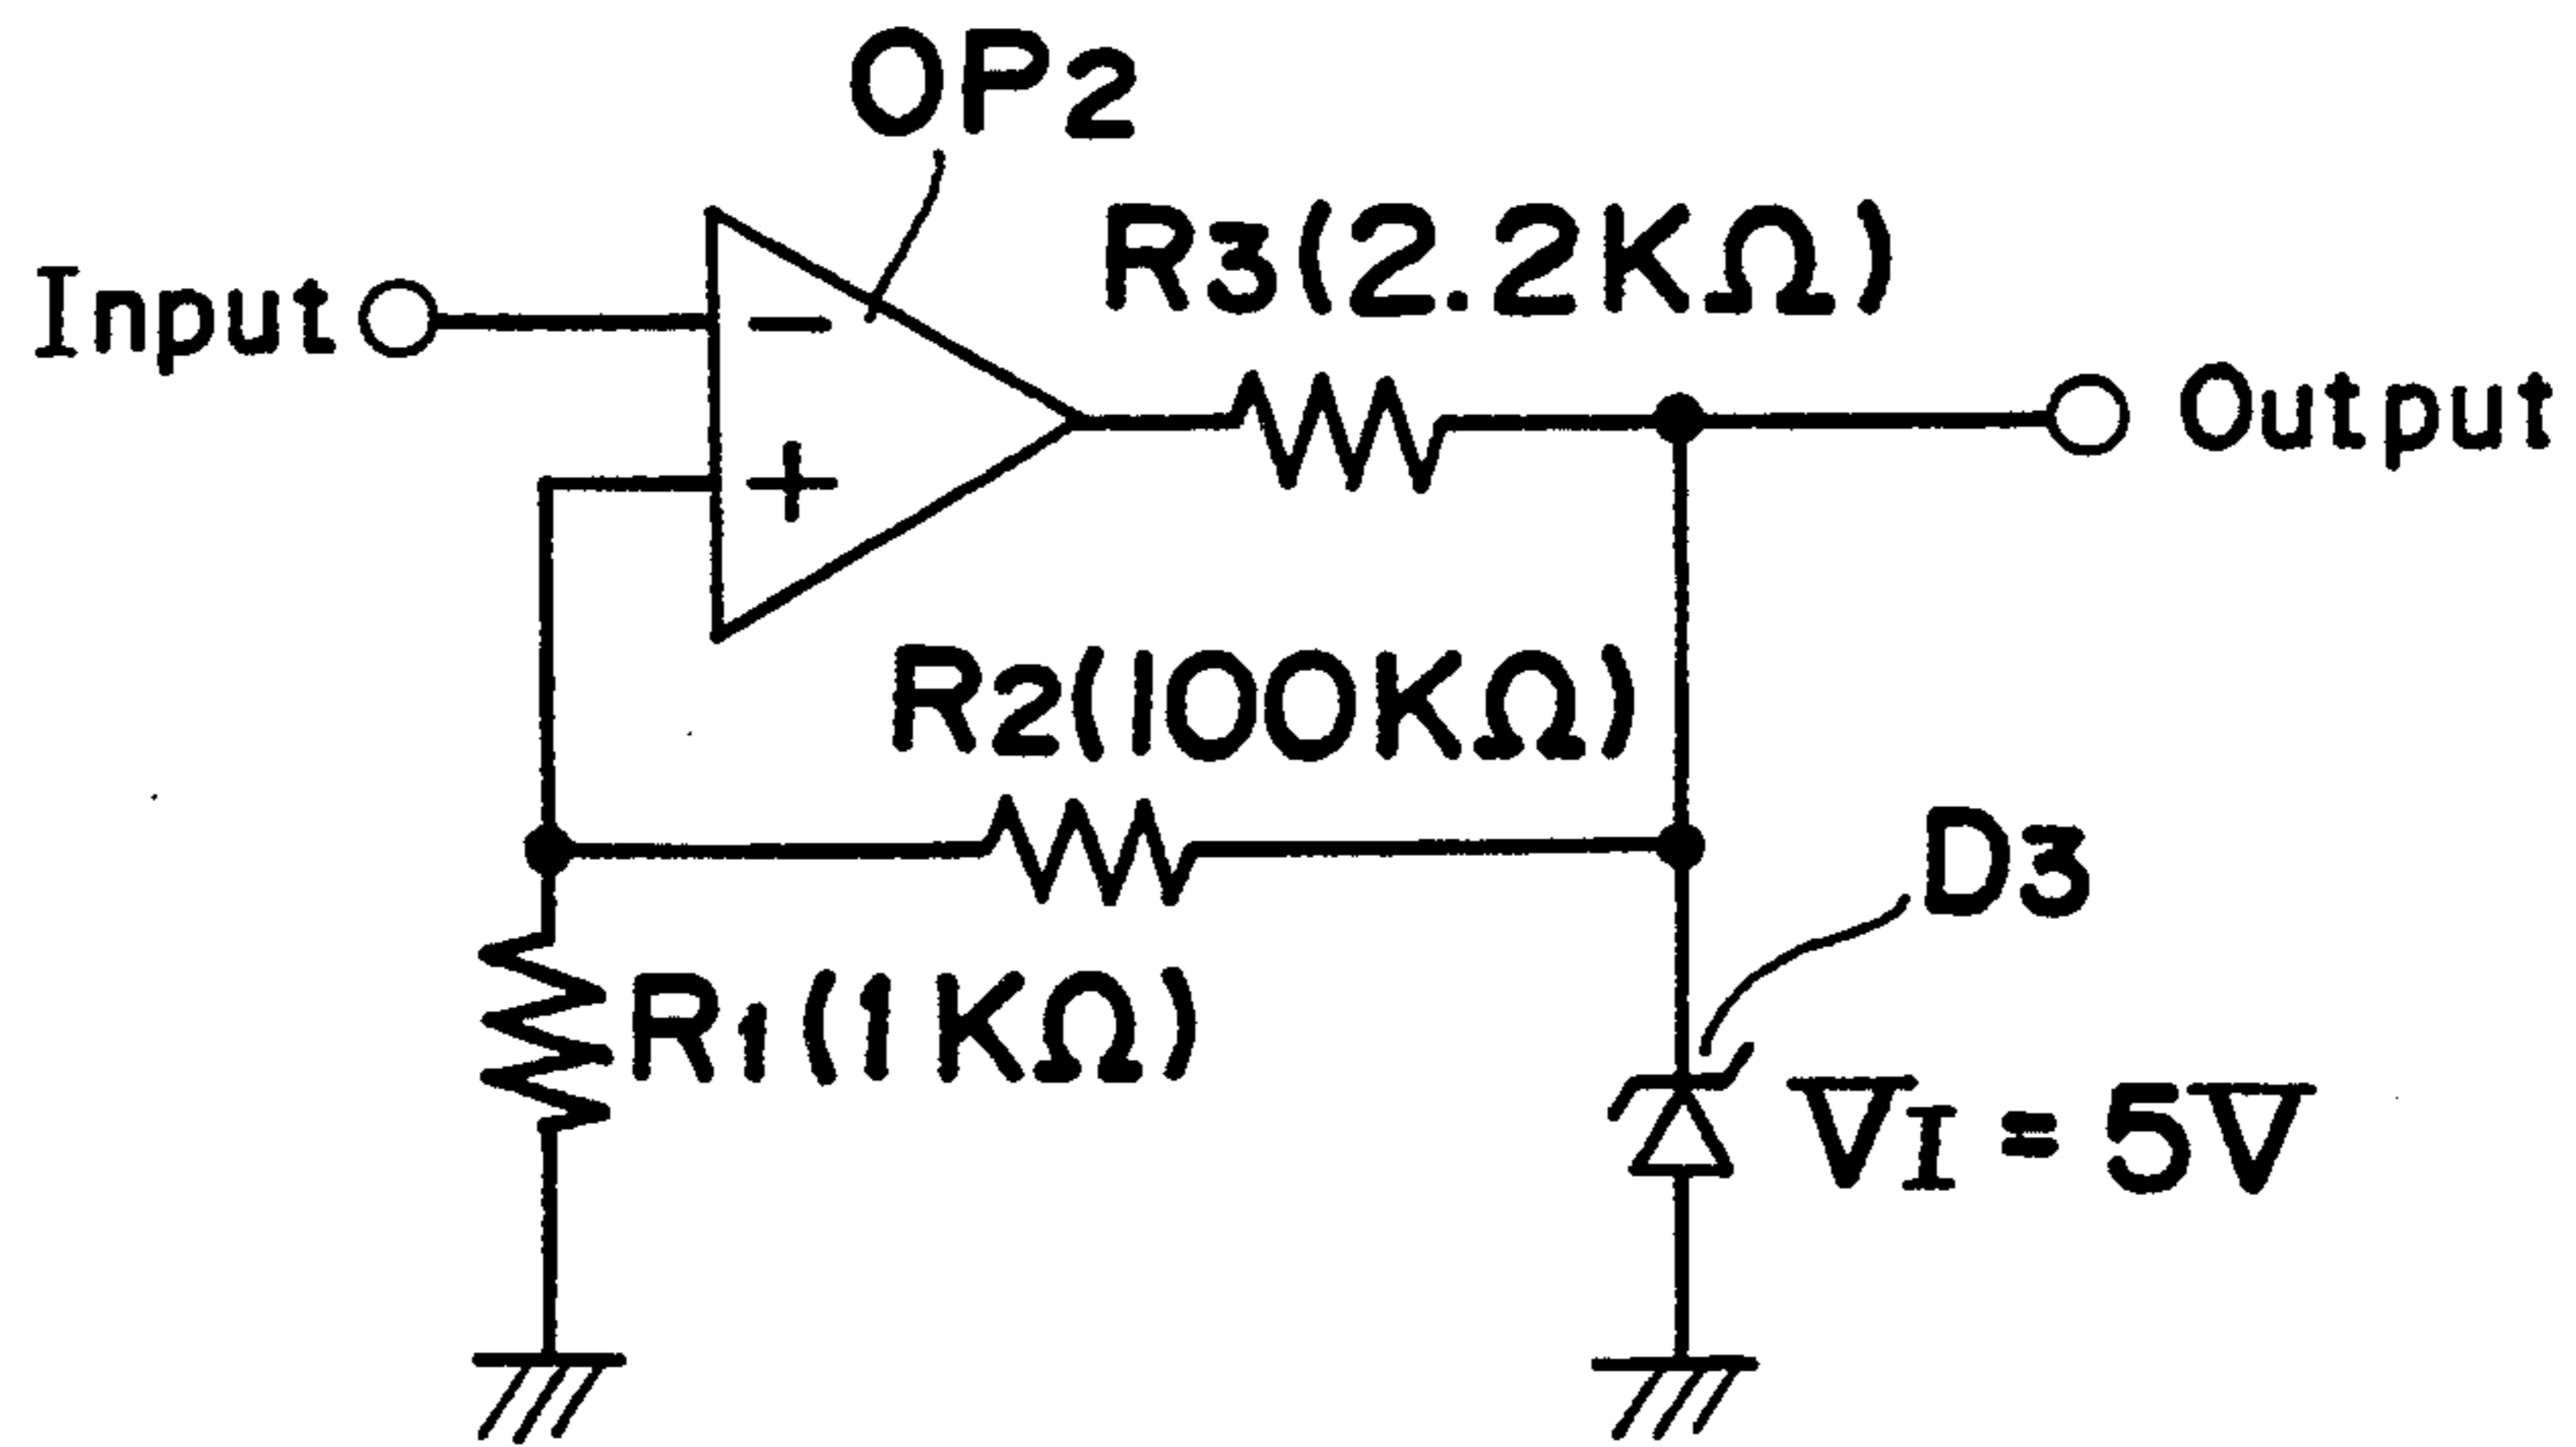 OP2
R3(2.2KΩ)
Input
Output
−
+
R2(100KΩ)
D3
R1(1KΩ)
VI=5V